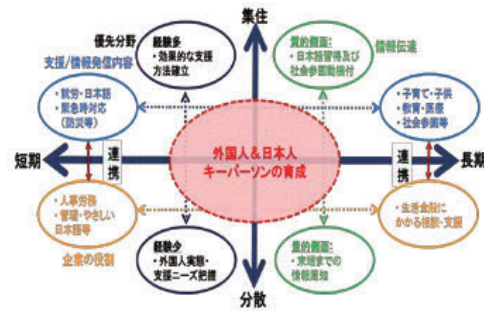 集住
優先分野
経験多
・効果的な支援
方法確立
質的側面:
・日本語習得及び
社会参画動機付
情報伝達
支援/情報発信内容
・就労・日本語
・緊急時対応
(防災等)
・子育て・子供
・教育・医療
・社会参画等
外国人&日本人
キーパーソンの育成
短期
連携
連携
長期
・人事労務
・管理・やさしい
日本語等
企業の役割
経験少
・外国人実態・
支援ニーズ把握
量的側面:
・末端までの
情報周知
・生活全般に
かかる相談・支援
分散